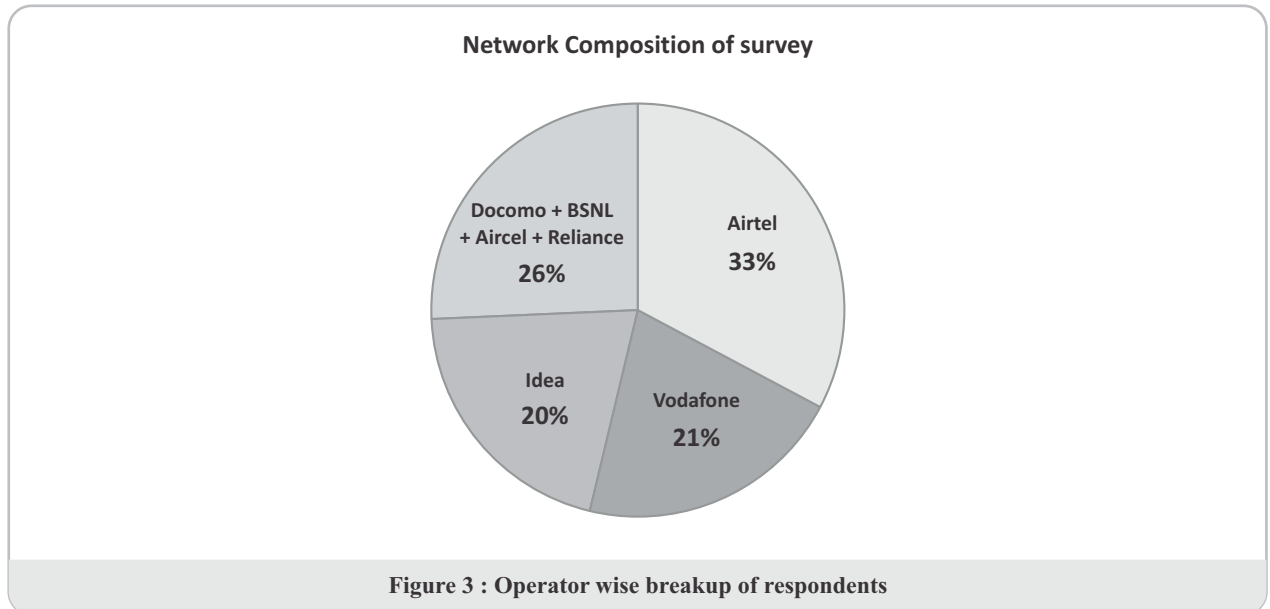 Network Composition of survey
Docomo + BSNL
+ Aircel + Reliance
26%
Airtel
33%
Idea
20%
Vodafone
21%
Figure 3 : Operator wise breakup of respondents